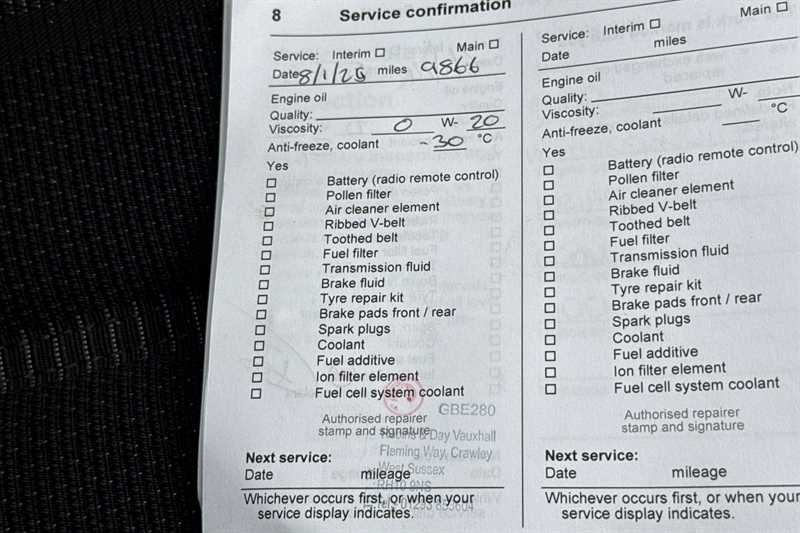 8 Service confirmation
Service: Interim Main
Date 8/1/25 miles 9866
Engine oil
Quality:
Viscosity: 0 W- 20
Anti-freeze, coolant -30 °C
Yes
Battery (radio remote control)
Pollen filter
Air cleaner element
Ribbed V-belt
Toothed belt
Fuel filter
Transmission fluid
Brake fluid
Tyre repair kit
Brake pads front / rear
Spark plugs
Coolant
Fuel additive
Ion filter element
Fuel cell system coolant
GBE280
Authorised repairer
stamp and signature
& Day Vauxhall
Fleming Way, Crawley
West Sussex
RH10 9NS
Next service:
Date mileage
Whichever occurs first, or when your
service display indicates.
Service: Interim Main
Date miles
Engine oil
Quality:
Viscosity: W-
Anti-freeze, coolant °C
Yes
Battery (radio remote control)
Pollen filter
Air cleaner element
Ribbed V-belt
Toothed belt
Fuel filter
Transmission fluid
Brake fluid
Tyre repair kit
Brake pads front / rear
Spark plugs
Coolant
Fuel additive
Ion filter element
Fuel cell system coolant
Authorised repairer
stamp and signature
Next service:
Date mileage
Whichever occurs first, or when your
service display indicates.